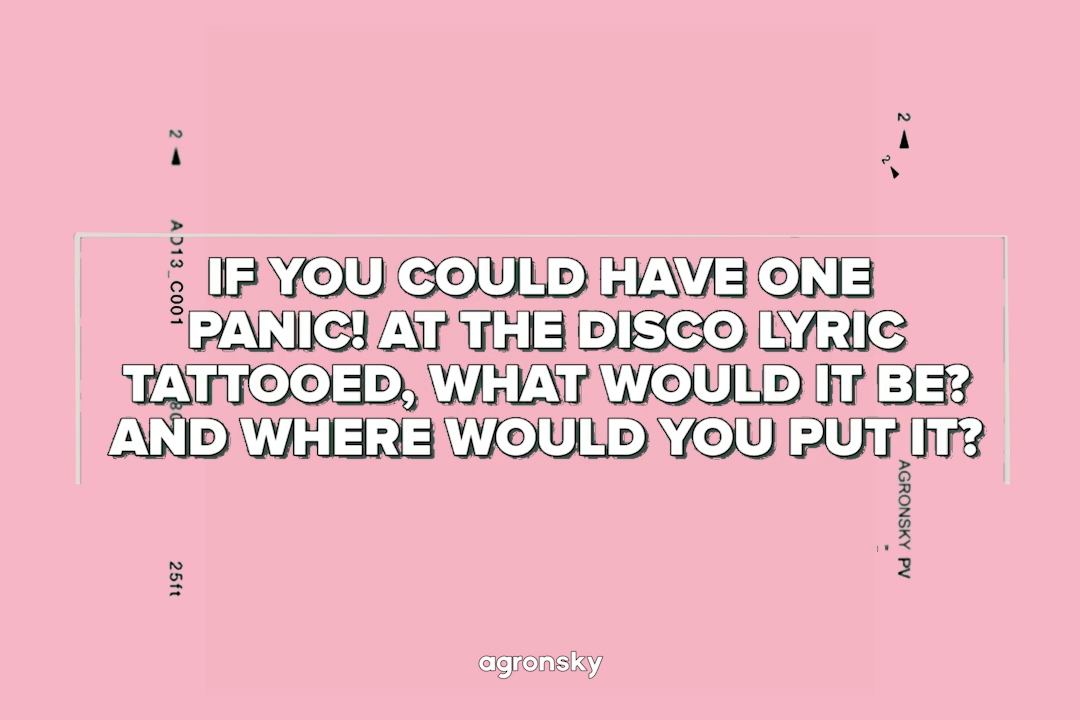 2
2
2
AD13_C001
IF YOU COULD HAVE ONE
PANIC! AT THE DISCO LYRIC
TATTOOED, WHAT WOULD IT BE?
AND WHERE WOULD YOU PUT IT?
AGRONSKY PV
25ft
agronsky